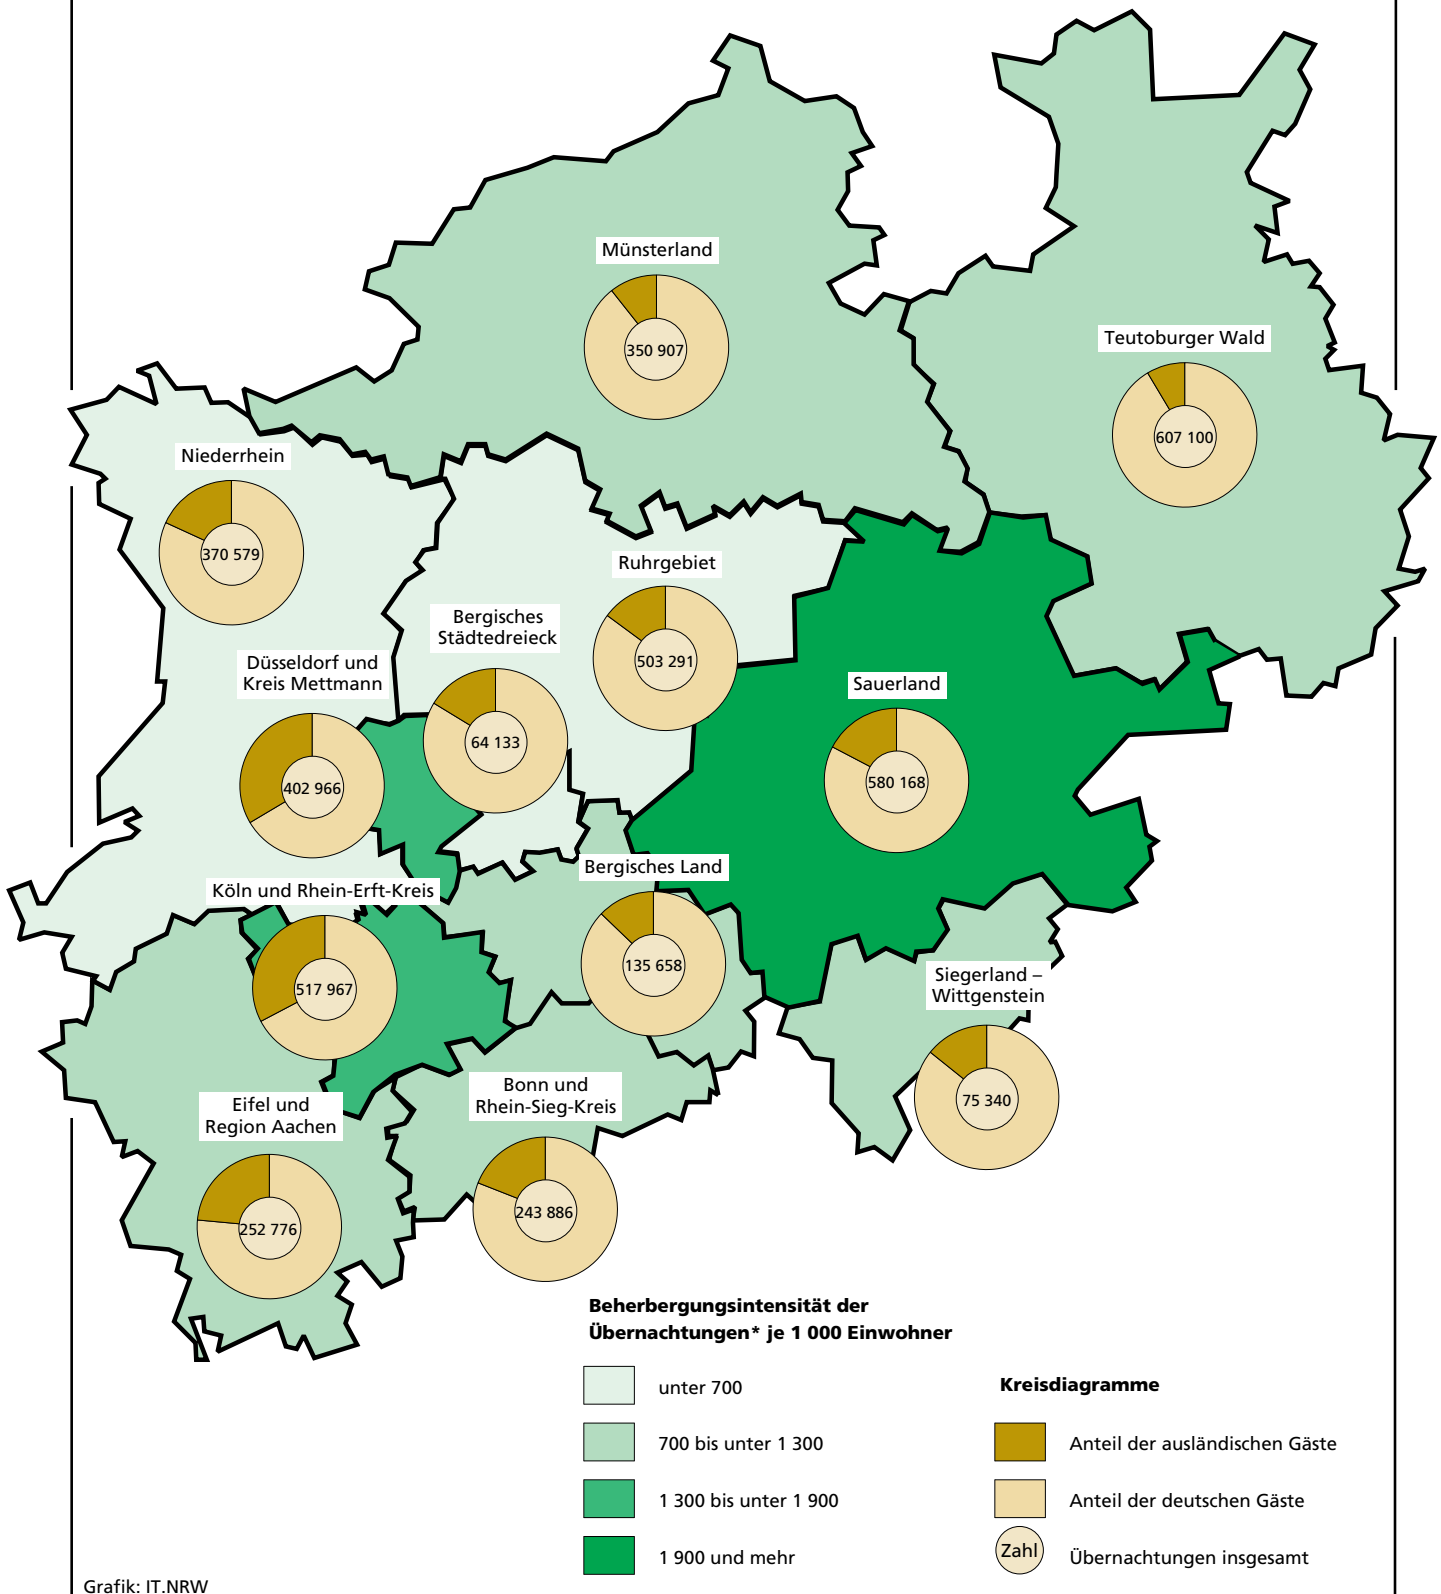 Münsterland
350 907
Teutoburger Wald
607 100
Niederrhein
370 579
Ruhrgebiet
503 291
Bergisches
Städtedreieck
64 133
Düsseldorf und
Kreis Mettmann
402 966
Sauerland
580 168
Bergisches Land
135 658
Köln und Rhein-Erft-Kreis
517 967
Siegerland –
Wittgenstein
75 340
Bonn und
Rhein-Sieg-Kreis
243 886
Eifel und
Region Aachen
252 776
Beherbergungsintensität der
Übernachtungen* je 1 000 Einwohner
unter 700
700 bis unter 1 300
1 300 bis unter 1 900
1 900 und mehr
Kreisdiagramme
Anteil der ausländischen Gäste
Anteil der deutschen Gäste
Zahl Übernachtungen insgesamt
Grafik: IT.NRW